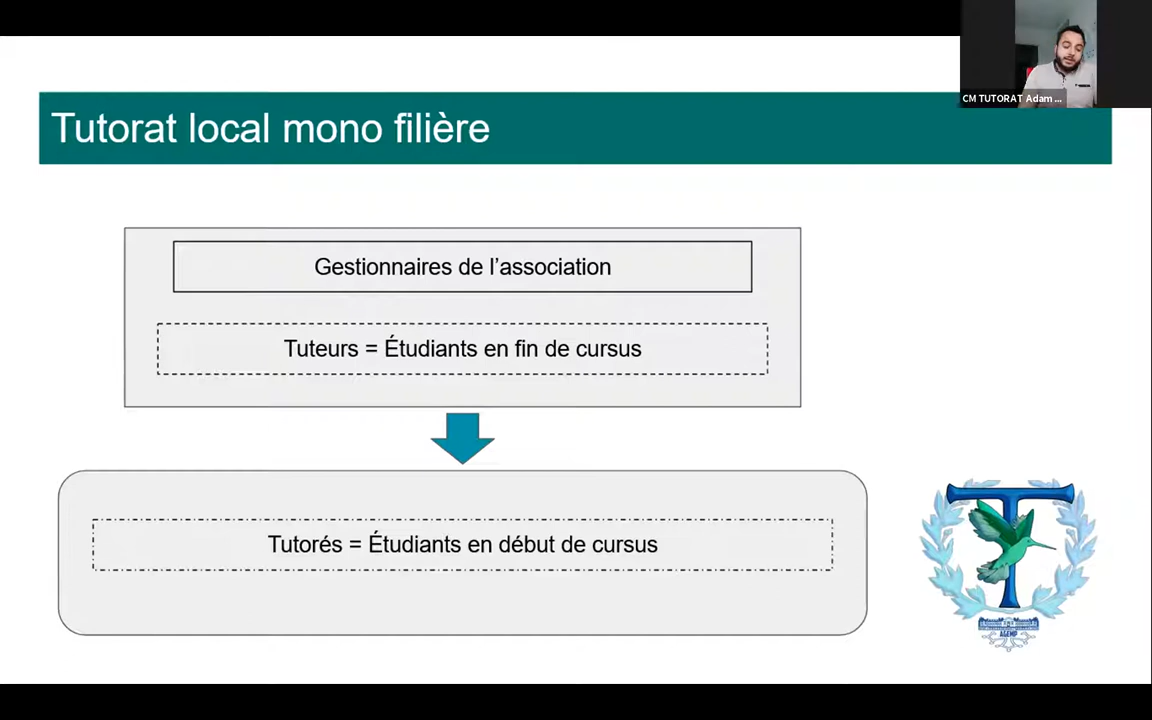 CM TUTORAT Adam ...
Tutorat local mono filière
Gestionnaires de l’association
Tuteurs = Étudiants en fin de cursus
Tutorés = Étudiants en début de cursus
T
AGEMP